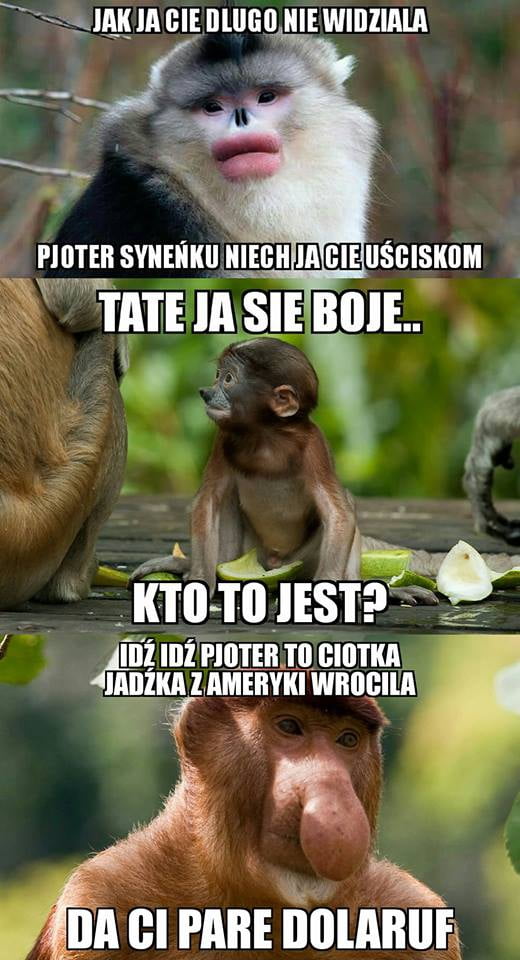 JAK JA CIE DLUGO NIE WIDZIALA
PJOTER SYNEŃKU NIECH JA CIE UŚCISKOM
TATE JA SIE BOJE..
KTO TO JEST?
IDŹ IDŹ PJOTER TO CIOTKA
JADŹKA Z AMERYKI WROCILA
DA CI PARE DOLARUF